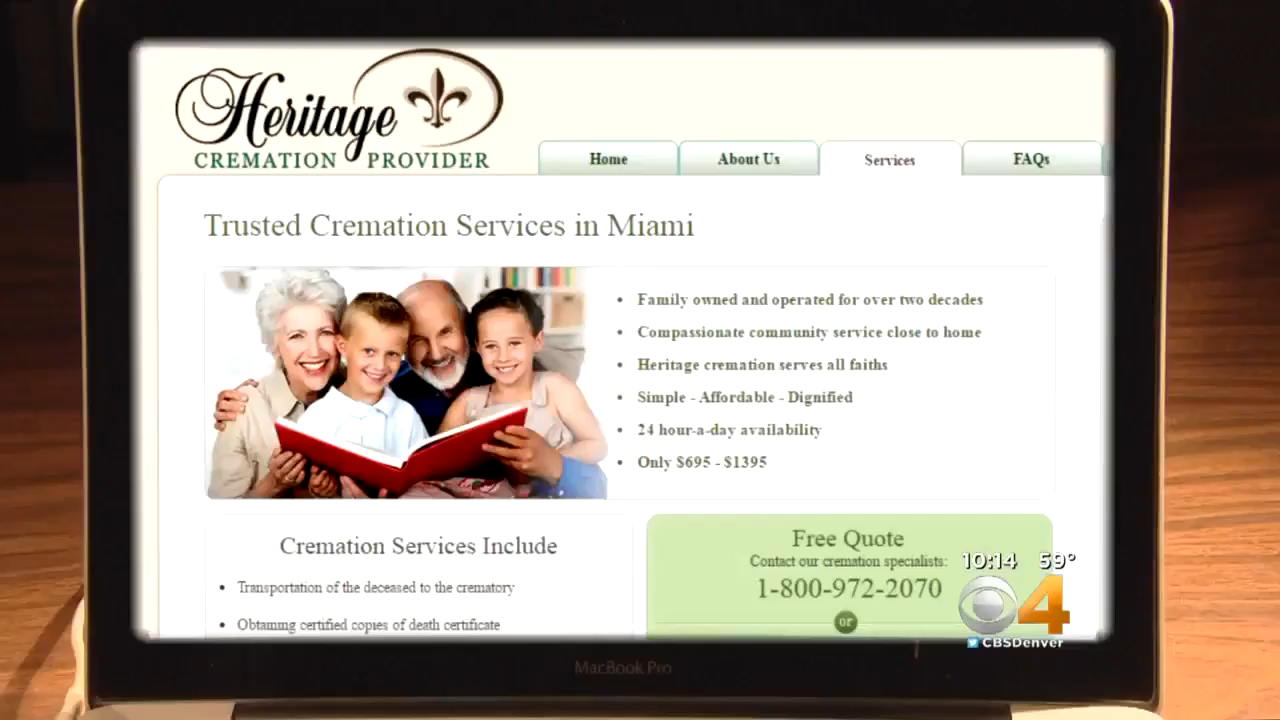 Heritage
CREMATION PROVIDER
Home
About Us
Services
FAQs
Trusted Cremation Services in Miami
• Family owned and operated for over two decades
• Compassionate community service close to home
• Heritage cremation serves all faiths
• Simple - Affordable - Dignified
• 24 hour-a-day availability
• Only $695 - $1395
Cremation Services Include
• Transportation of the deceased to the crematory
• Obtaining certified copies of death certificate
Free Quote
Contact our cremation specialists:
1-800-972-2070
or
10:14 59°
4
CBSDenver
MacBook Pro